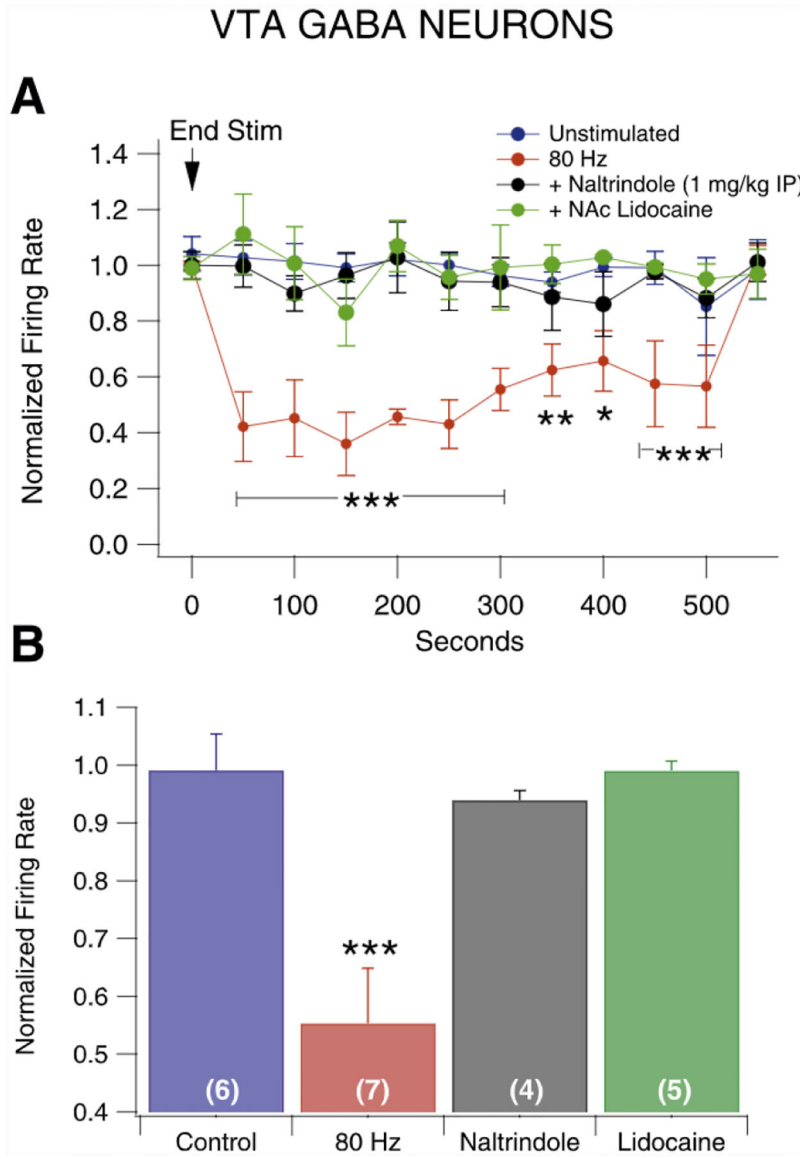 VTA GABA NEURONS
A
End Stim
Unstimulated
80 Hz
+ Naltrindole (1 mg/kg IP)
+ NAc Lidocaine
Normalized Firing Rate
1.4
1.2
1.0
0.8
0.6
0.4
0.2
0.0
** *
***
***
0 100 200 300 400 500
Seconds
B
Normalized Firing Rate
1.1
1.0
0.9
0.8
0.7
0.6
0.5
0.4
***
(6) (7) (4) (5)
Control 80 Hz Naltrindole Lidocaine